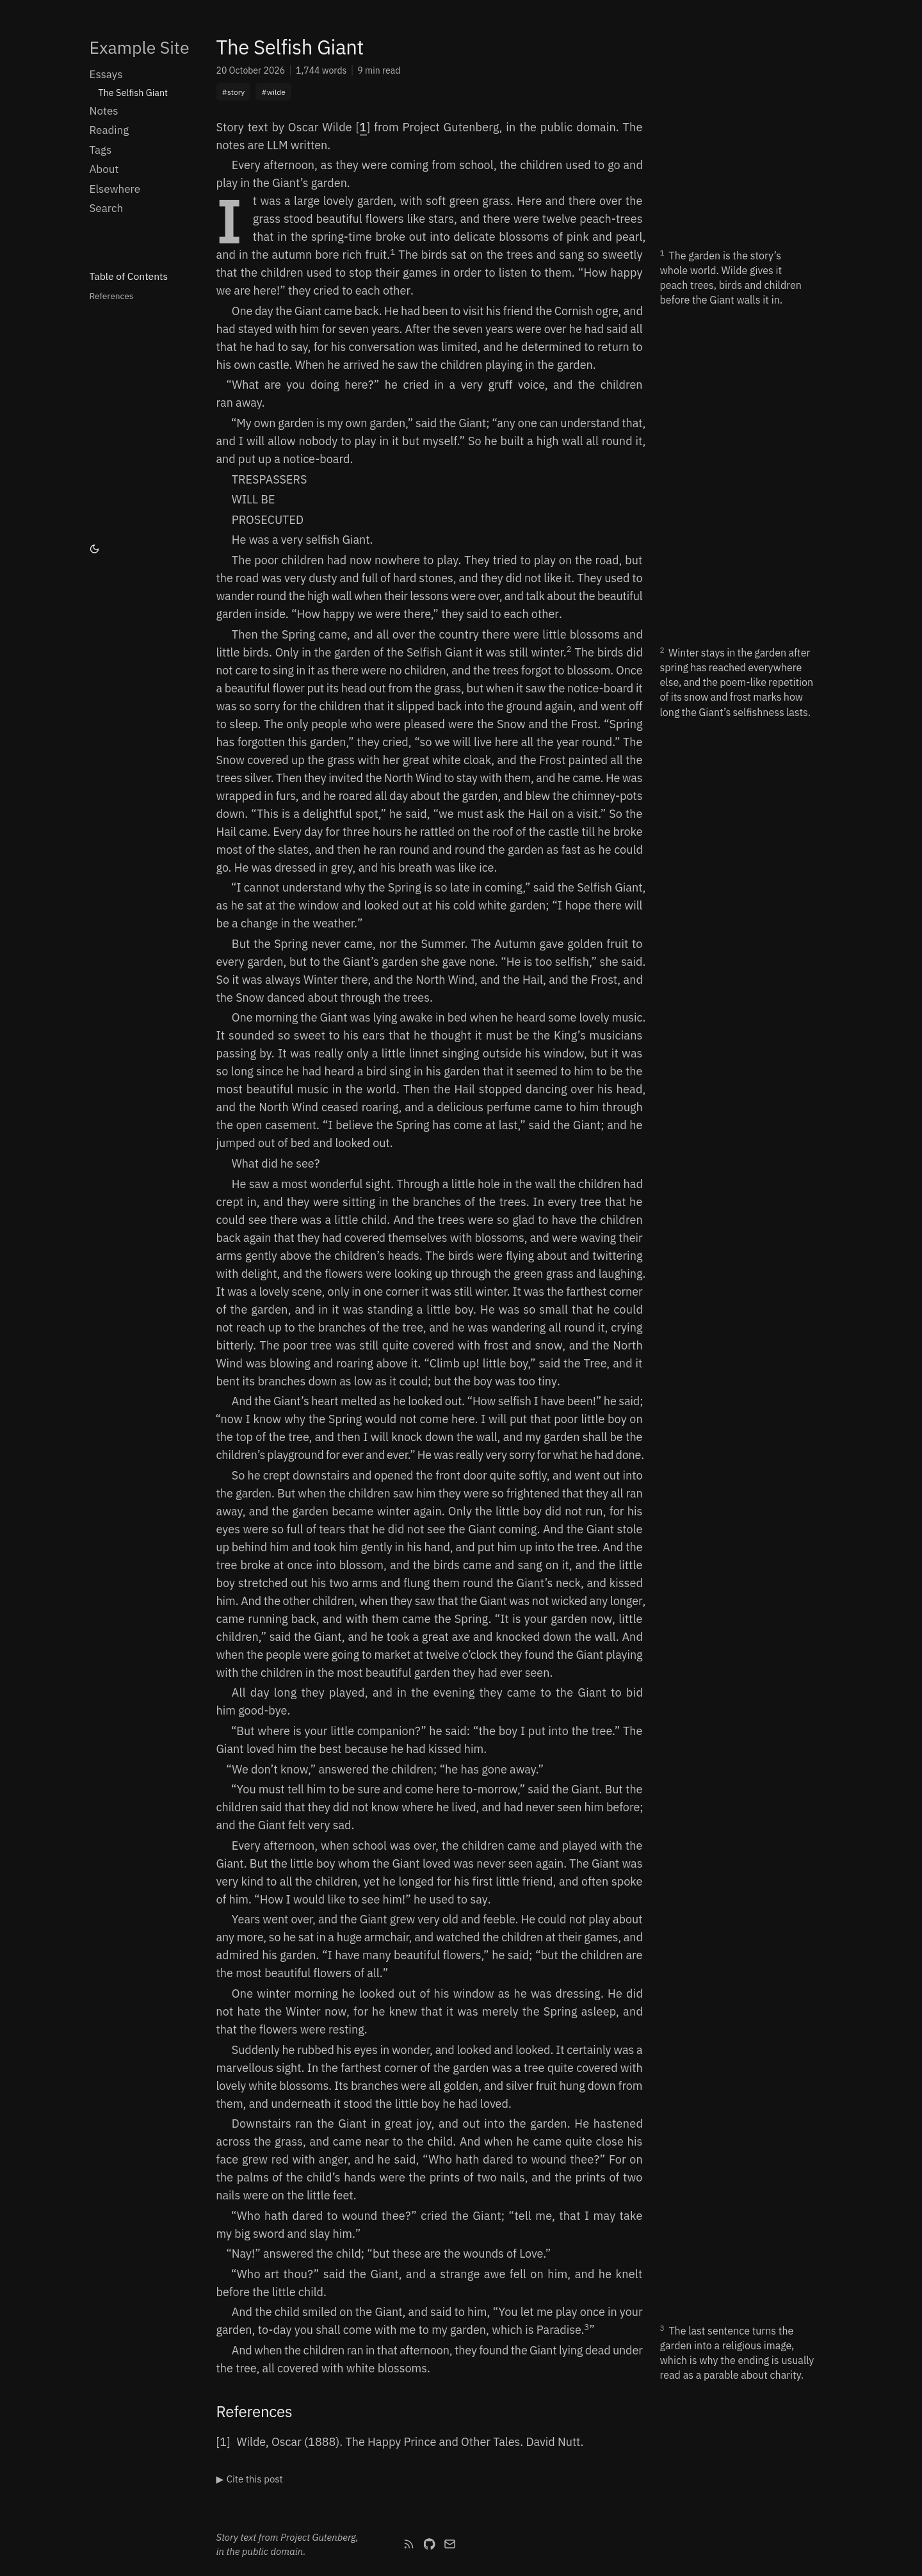 Example Site
Essays
The Selfish Giant
Notes
Reading
Tags
About
Elsewhere
Search
Table of Contents
References
The Selfish Giant
20 October 2026 | 1,744 words | 9 min read
#story #wilde
Story text by Oscar Wilde [1] from Project Gutenberg, in the public domain. The
notes are LLM written.
Every afternoon, as they were coming from school, the children used to go and
play in the Giant’s garden.
It was a large lovely garden, with soft green grass. Here and there over the
grass stood beautiful flowers like stars, and there were twelve peach-trees
that in the spring-time broke out into delicate blossoms of pink and pearl,
and in the autumn bore rich fruit.1 The birds sat on the trees and sang so sweetly
that the children used to stop their games in order to listen to them. “How happy
we are here!” they cried to each other.
1 The garden is the story’s
whole world. Wilde gives it
peach trees, birds and children
before the Giant walls it in.
One day the Giant came back. He had been to visit his friend the Cornish ogre, and
had stayed with him for seven years. After the seven years were over he had said all
that he had to say, for his conversation was limited, and he determined to return to
his own castle. When he arrived he saw the children playing in the garden.
“What are you doing here?” he cried in a very gruff voice, and the children
ran away.
“My own garden is my own garden,” said the Giant; “any one can understand that,
and I will allow nobody to play in it but myself.” So he built a high wall all round it,
and put up a notice-board.
TRESPASSERS
WILL BE
PROSECUTED
He was a very selfish Giant.
The poor children had now nowhere to play. They tried to play on the road, but
the road was very dusty and full of hard stones, and they did not like it. They used to
wander round the high wall when their lessons were over, and talk about the beautiful
garden inside. “How happy we were there,” they said to each other.
Then the Spring came, and all over the country there were little blossoms and
little birds. Only in the garden of the Selfish Giant it was still winter.2 The birds did
not care to sing in it as there were no children, and the trees forgot to blossom. Once
a beautiful flower put its head out from the grass, but when it saw the notice-board it
was so sorry for the children that it slipped back into the ground again, and went off
to sleep. The only people who were pleased were the Snow and the Frost. “Spring
has forgotten this garden,” they cried, “so we will live here all the year round.” The
Snow covered up the grass with her great white cloak, and the Frost painted all the
trees silver. Then they invited the North Wind to stay with them, and he came. He was
wrapped in furs, and he roared all day about the garden, and blew the chimney-pots
down. “This is a delightful spot,” he said, “we must ask the Hail on a visit.” So the
Hail came. Every day for three hours he rattled on the roof of the castle till he broke
most of the slates, and then he ran round and round the garden as fast as he could
go. He was dressed in grey, and his breath was like ice.
2 Winter stays in the garden after
spring has reached everywhere
else, and the poem-like repetition
of its snow and frost marks how
long the Giant’s selfishness lasts.
“I cannot understand why the Spring is so late in coming,” said the Selfish Giant,
as he sat at the window and looked out at his cold white garden; “I hope there will
be a change in the weather.”
But the Spring never came, nor the Summer. The Autumn gave golden fruit to
every garden, but to the Giant’s garden she gave none. “He is too selfish,” she said.
So it was always Winter there, and the North Wind, and the Hail, and the Frost, and
the Snow danced about through the trees.
One morning the Giant was lying awake in bed when he heard some lovely music.
It sounded so sweet to his ears that he thought it must be the King’s musicians
passing by. It was really only a little linnet singing outside his window, but it was
so long since he had heard a bird sing in his garden that it seemed to him to be the
most beautiful music in the world. Then the Hail stopped dancing over his head,
and the North Wind ceased roaring, and a delicious perfume came to him through
the open casement. “I believe the Spring has come at last,” said the Giant; and he
jumped out of bed and looked out.
What did he see?
He saw a most wonderful sight. Through a little hole in the wall the children had
crept in, and they were sitting in the branches of the trees. In every tree that he
could see there was a little child. And the trees were so glad to have the children
back again that they had covered themselves with blossoms, and were waving their
arms gently above the children’s heads. The birds were flying about and twittering
with delight, and the flowers were looking up through the green grass and laughing.
It was a lovely scene, only in one corner it was still winter. It was the farthest corner
of the garden, and in it was standing a little boy. He was so small that he could
not reach up to the branches of the tree, and he was wandering all round it, crying
bitterly. The poor tree was still quite covered with frost and snow, and the North
Wind was blowing and roaring above it. “Climb up! little boy,” said the Tree, and it
bent its branches down as low as it could; but the boy was too tiny.
And the Giant’s heart melted as he looked out. “How selfish I have been!” he said;
“now I know why the Spring would not come here. I will put that poor little boy on
the top of the tree, and then I will knock down the wall, and my garden shall be the
children’s playground for ever and ever.” He was really very sorry for what he had done.
So he crept downstairs and opened the front door quite softly, and went out into
the garden. But when the children saw him they were so frightened that they all ran
away, and the garden became winter again. Only the little boy did not run, for his
eyes were so full of tears that he did not see the Giant coming. And the Giant stole
up behind him and took him gently in his hand, and put him up into the tree. And the
tree broke at once into blossom, and the birds came and sang on it, and the little
boy stretched out his two arms and flung them round the Giant’s neck, and kissed
him. And the other children, when they saw that the Giant was not wicked any longer,
came running back, and with them came the Spring. “It is your garden now, little
children,” said the Giant, and he took a great axe and knocked down the wall. And
when the people were going to market at twelve o’clock they found the Giant playing
with the children in the most beautiful garden they had ever seen.
All day long they played, and in the evening they came to the Giant to bid
him good-bye.
“But where is your little companion?” he said: “the boy I put into the tree.” The
Giant loved him the best because he had kissed him.
“We don’t know,” answered the children; “he has gone away.”
“You must tell him to be sure and come here to-morrow,” said the Giant. But the
children said that they did not know where he lived, and had never seen him before;
and the Giant felt very sad.
Every afternoon, when school was over, the children came and played with the
Giant. But the little boy whom the Giant loved was never seen again. The Giant was
very kind to all the children, yet he longed for his first little friend, and often spoke
of him. “How I would like to see him!” he used to say.
Years went over, and the Giant grew very old and feeble. He could not play about
any more, so he sat in a huge armchair, and watched the children at their games, and
admired his garden. “I have many beautiful flowers,” he said; “but the children are
the most beautiful flowers of all.”
One winter morning he looked out of his window as he was dressing. He did
not hate the Winter now, for he knew that it was merely the Spring asleep, and
that the flowers were resting.
Suddenly he rubbed his eyes in wonder, and looked and looked. It certainly was a
marvellous sight. In the farthest corner of the garden was a tree quite covered with
lovely white blossoms. Its branches were all golden, and silver fruit hung down from
them, and underneath it stood the little boy he had loved.
Downstairs ran the Giant in great joy, and out into the garden. He hastened
across the grass, and came near to the child. And when he came quite close his
face grew red with anger, and he said, “Who hath dared to wound thee?” For on
the palms of the child’s hands were the prints of two nails, and the prints of two
nails were on the little feet.
“Who hath dared to wound thee?” cried the Giant; “tell me, that I may take
my big sword and slay him.”
“Nay!” answered the child; “but these are the wounds of Love.”
“Who art thou?” said the Giant, and a strange awe fell on him, and he knelt
before the little child.
And the child smiled on the Giant, and said to him, “You let me play once in your
garden, to-day you shall come with me to my garden, which is Paradise.3”
3 The last sentence turns the
garden into a religious image,
which is why the ending is usually
read as a parable about charity.
And when the children ran in that afternoon, they found the Giant lying dead under
the tree, all covered with white blossoms.
References
[1] Wilde, Oscar (1888). The Happy Prince and Other Tales. David Nutt.
▶ Cite this post
Story text from Project Gutenberg,
in the public domain.